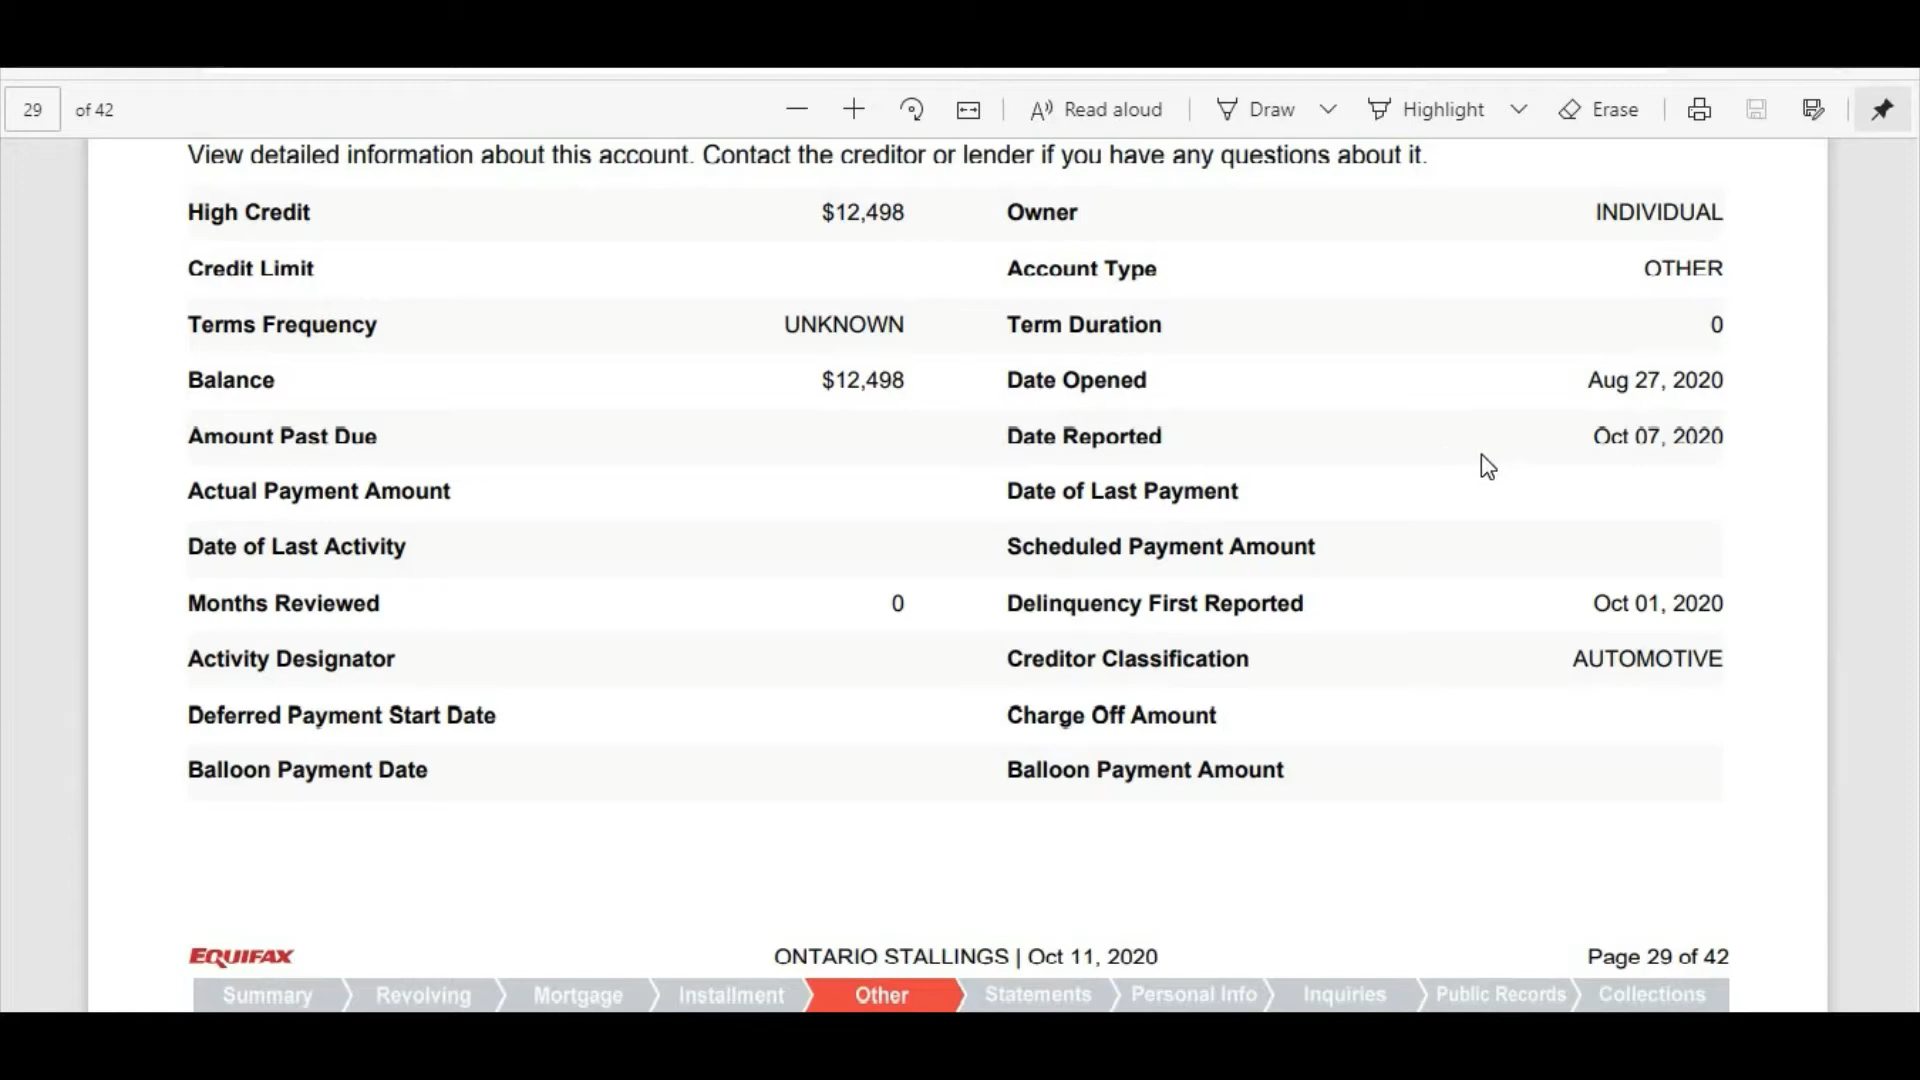 29 of 42 Read aloud Draw Highlight Erase
View detailed information about this account. Contact the creditor or lender if you have any questions about it.
High Credit $12,498 Owner INDIVIDUAL
Credit Limit Account Type OTHER
Terms Frequency UNKNOWN Term Duration 0
Balance $12,498 Date Opened Aug 27, 2020
Amount Past Due Date Reported Oct 07, 2020
Actual Payment Amount Date of Last Payment
Date of Last Activity Scheduled Payment Amount
Months Reviewed 0 Delinquency First Reported Oct 01, 2020
Activity Designator Creditor Classification AUTOMOTIVE
Deferred Payment Start Date Charge Off Amount
Balloon Payment Date Balloon Payment Amount
EQUIFAX ONTARIO STALLINGS | Oct 11, 2020 Page 29 of 42
Summary Revolving Mortgage Installment Other Statements Personal Info Inquiries Public Records Collections